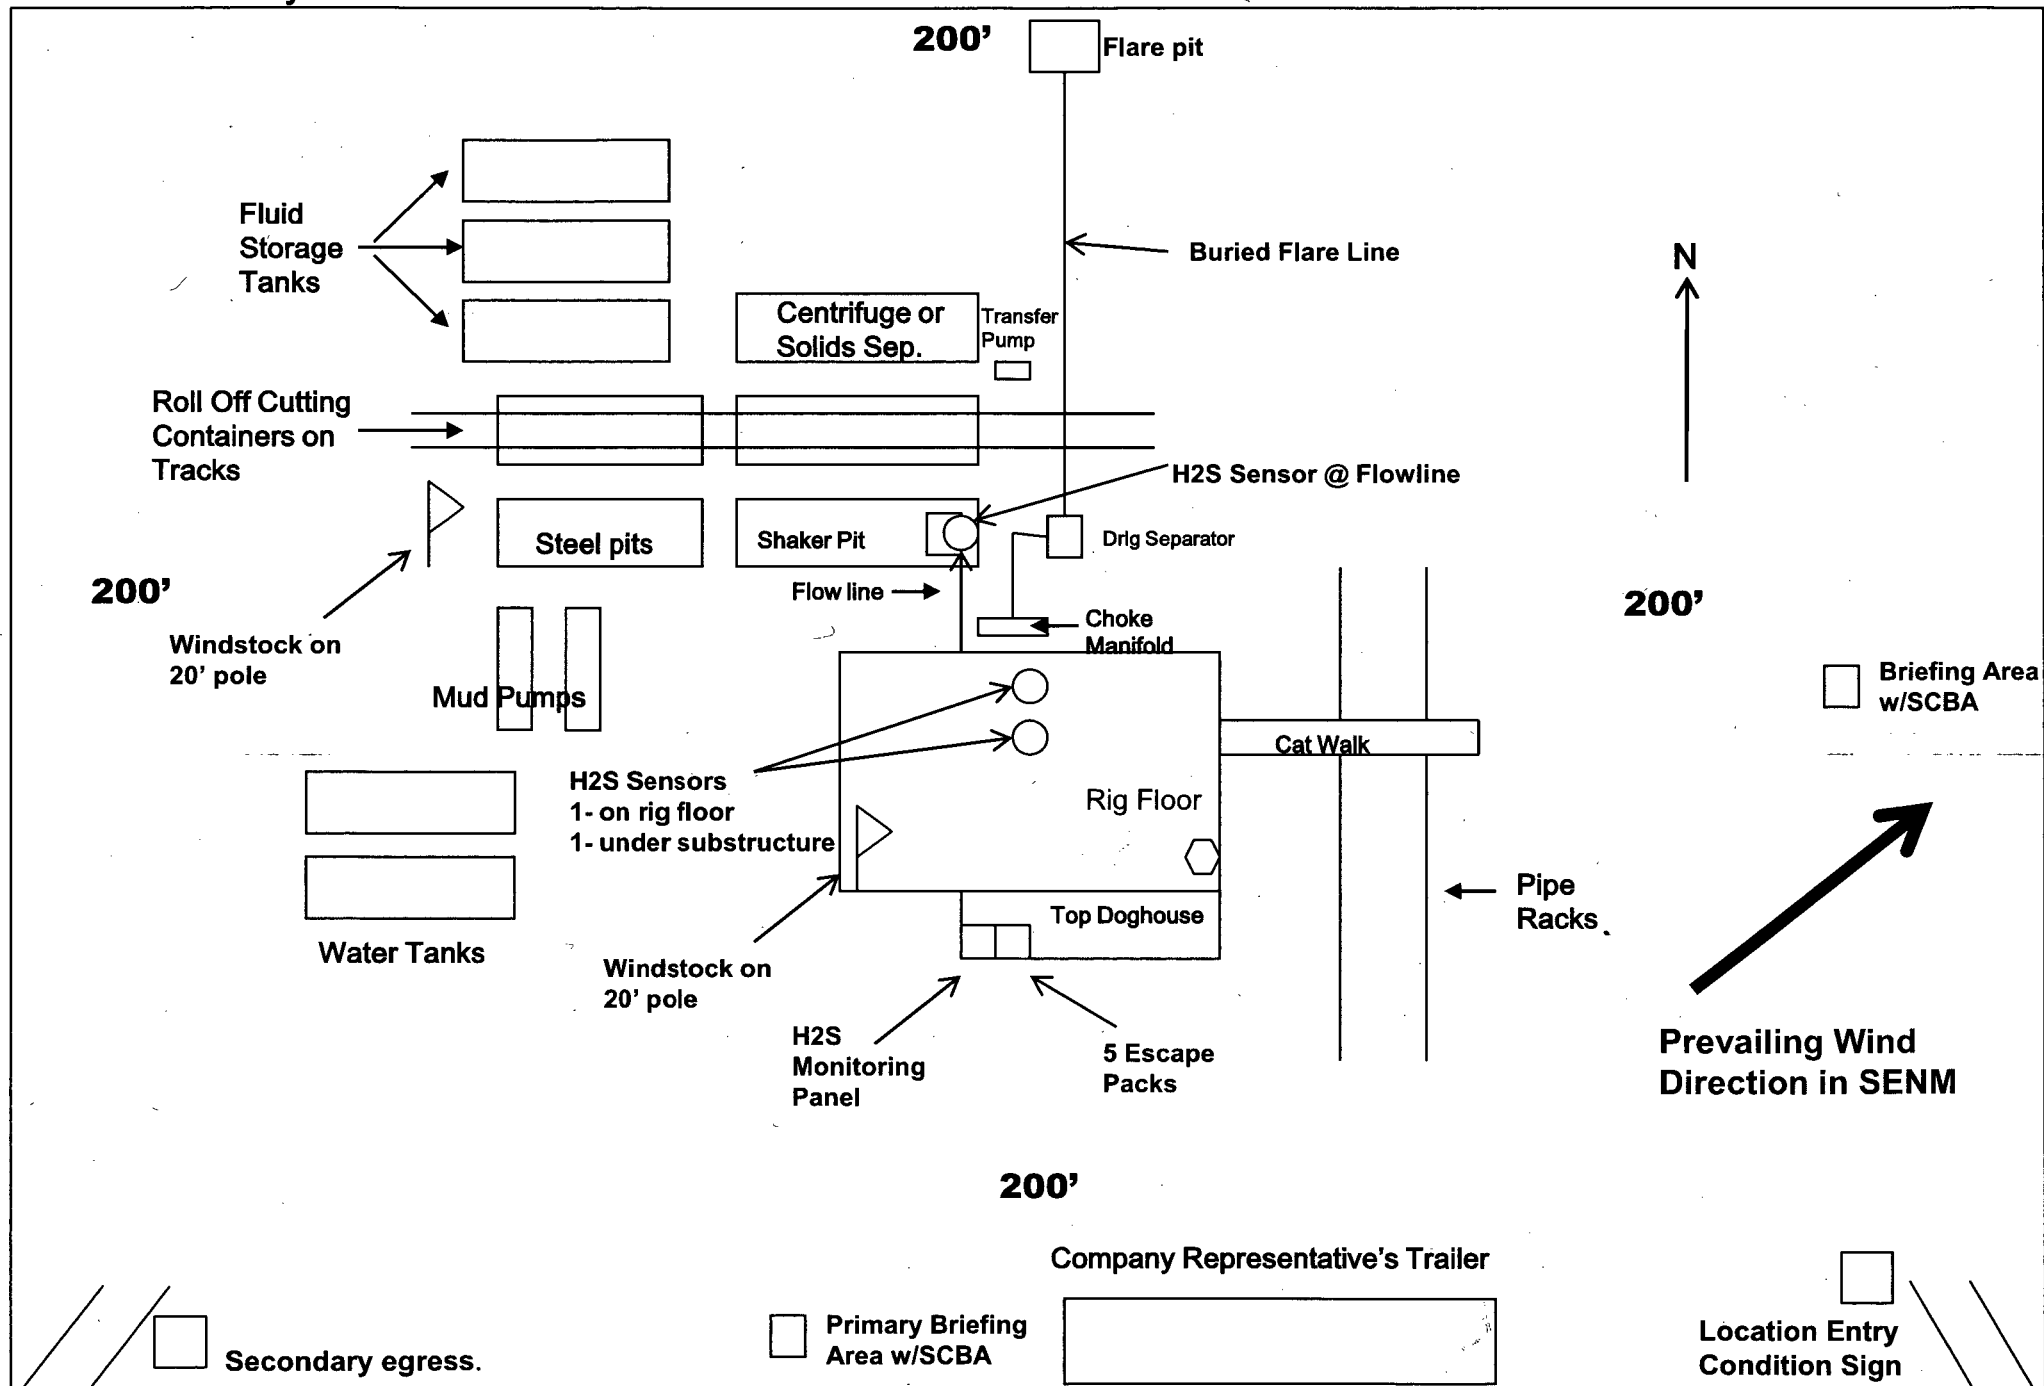 200'
Flare pit
Fluid
Storage
Tanks
Buried Flare Line
N
Centrifuge or
Solids Sep.
Transfer
Pump
Roll Off Cutting
Containers on
Tracks
H2S Sensor @ Flowline
Steel pits
Shaker Pit
Drlg Separator
200'
Flow line
200'
Choke
Manifold
Windstock on
20' pole
Briefing Area
w/SCBA
Mud Pumps
Cat Walk
H2S Sensors
1- on rig floor
1- under substructure
Rig Floor
Pipe
Racks
Top Doghouse
Water Tanks
Windstock on
20' pole
H2S
Monitoring
Panel
5 Escape
Packs
Prevailing Wind
Direction in SENM
200'
Company Representative's Trailer
Primary Briefing
Area w/SCBA
Location Entry
Condition Sign
Secondary egress.